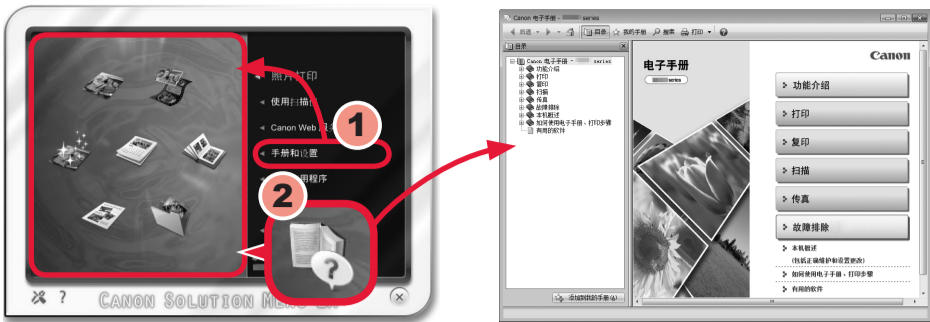 照片打印
使用扫描仪
Canon Web 服务
1
手册和设置
用程序
2
?
?
CANON SOLUTION MENU EX
Canon 电子手册 - series
后退
目录
我的手册
搜索
打印
目录
Canon 电子手册 - series
功能介绍
打印
复印
扫描
传真
故障排除
本机概述
如何使用电子手册、打印步骤
有用的软件
添加到我的手册(A)
Canon
电子手册
series
功能介绍
打印
复印
扫描
传真
故障排除
本机概述
(包括正确维护和设置更改)
如何使用电子手册、打印步骤
有用的软件